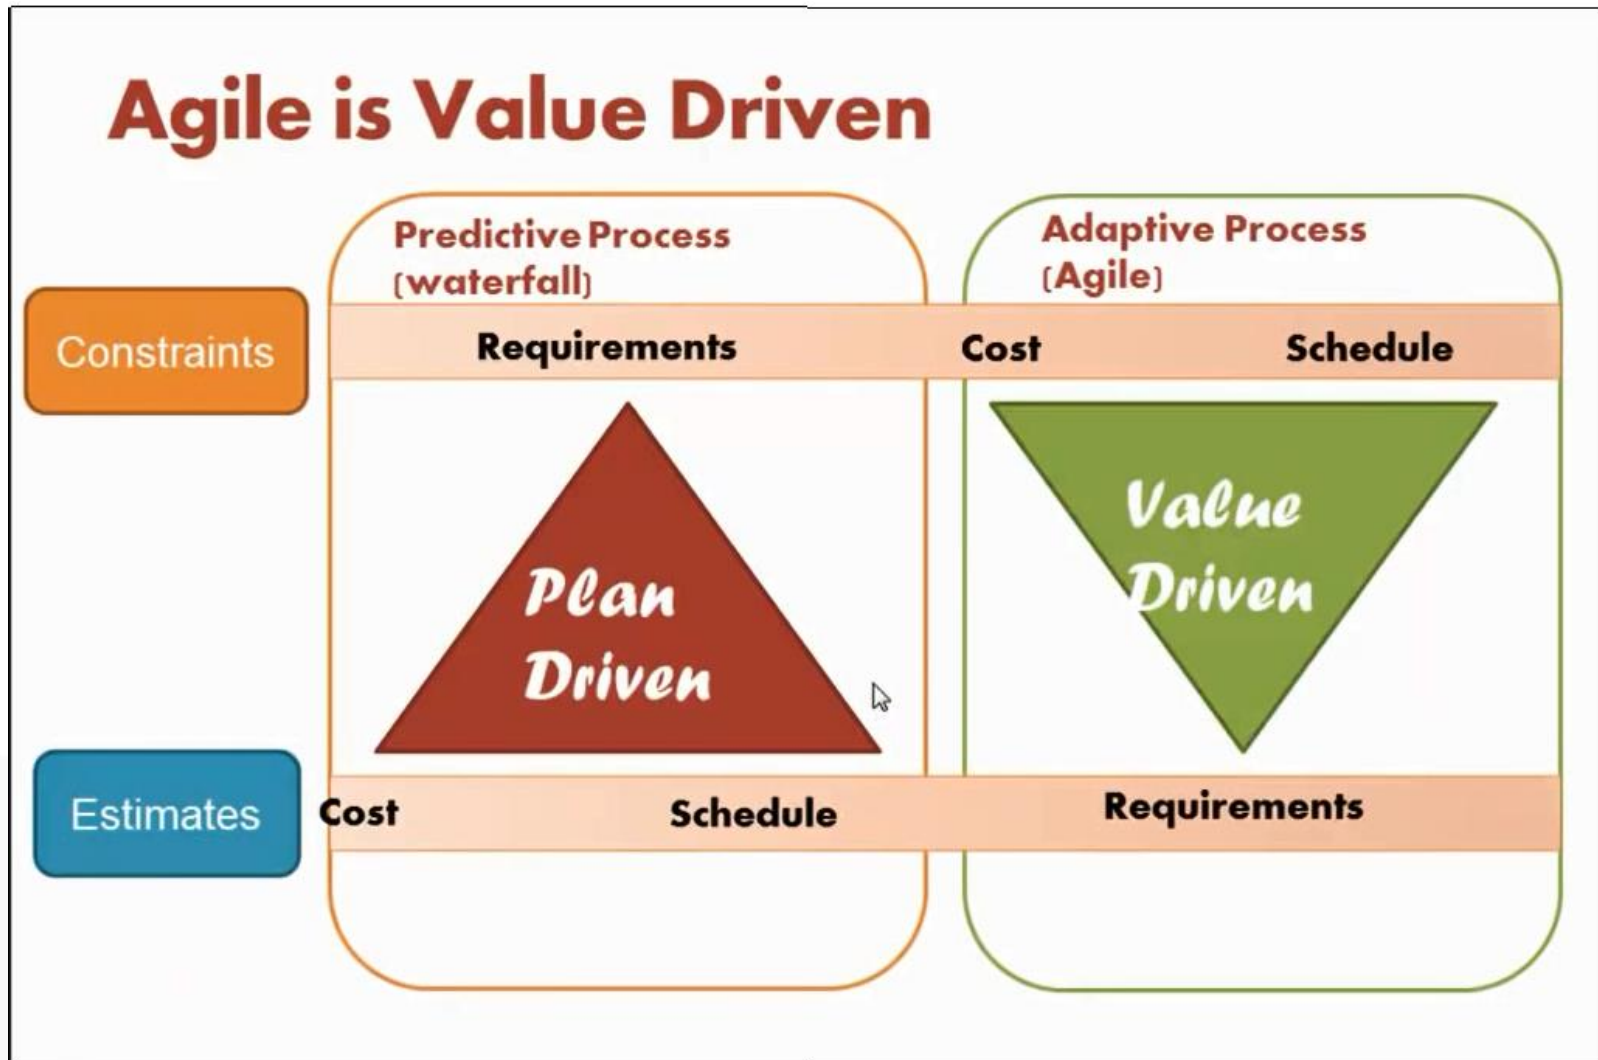 Agile is Value Driven
Predictive Process
(waterfall)
Adaptive Process
(Agile)
Constraints
Requirements
Cost
Schedule
Plan
Driven
Value
Driven
Estimates
Cost
Schedule
Requirements